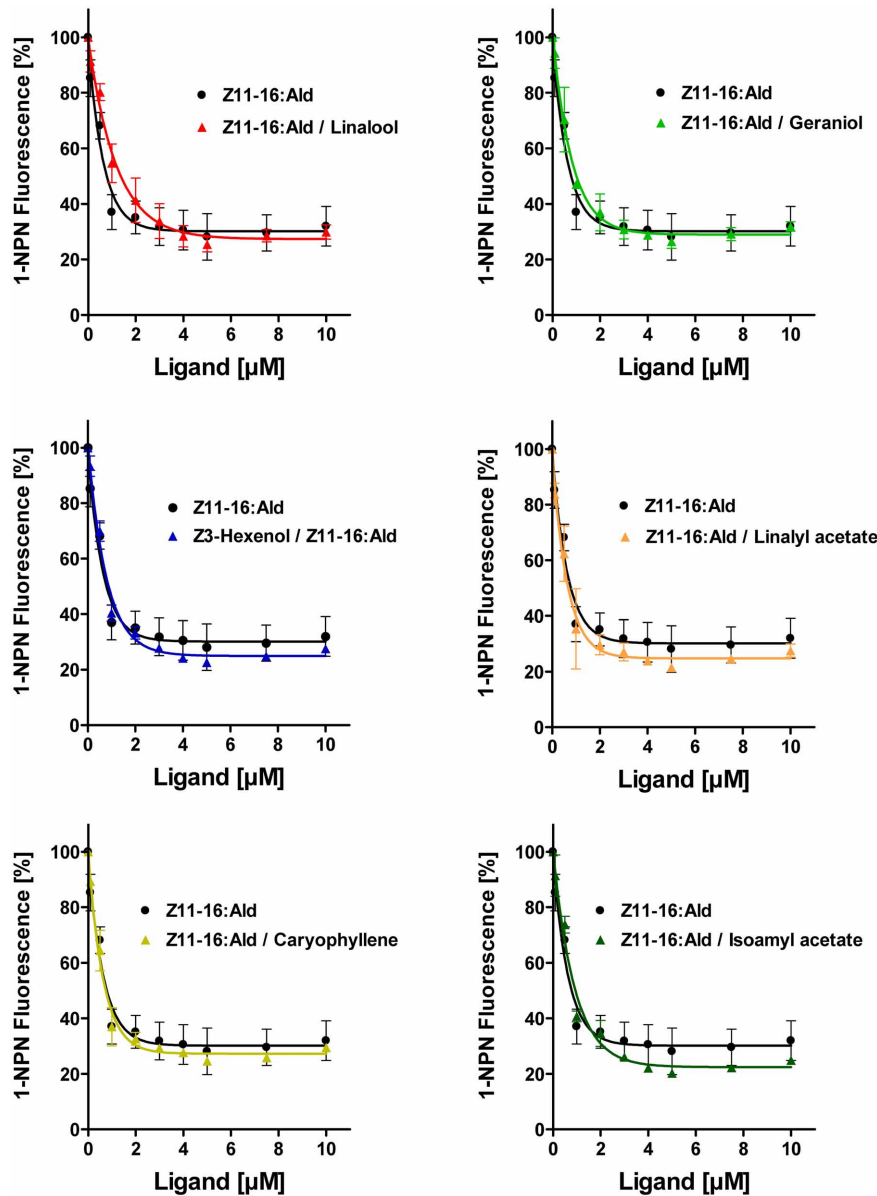 1-NPN Fluorescence [%]
100
80
60
40
20
0
Z11-16:Ald
Z11-16:Ald / Linalool
0 2 4 6 8 10
Ligand [µM]
1-NPN Fluorescence [%]
100
80
60
40
20
0
Z11-16:Ald
Z11-16:Ald / Geraniol
0 2 4 6 8 10
Ligand [µM]
1-NPN Fluorescence [%]
100
80
60
40
20
0
Z11-16:Ald
Z3-Hexenol / Z11-16:Ald
0 2 4 6 8 10
Ligand [µM]
1-NPN Fluorescence [%]
100
80
60
40
20
0
Z11-16:Ald
Z11-16:Ald / Linalyl acetate
0 2 4 6 8 10
Ligand [µM]
1-NPN Fluorescence [%]
100
80
60
40
20
0
Z11-16:Ald
Z11-16:Ald / Caryophyllene
0 2 4 6 8 10
Ligand [µM]
1-NPN Fluorescence [%]
100
80
60
40
20
0
Z11-16:Ald
Z11-16:Ald / Isoamyl acetate
0 2 4 6 8 10
Ligand [µM]